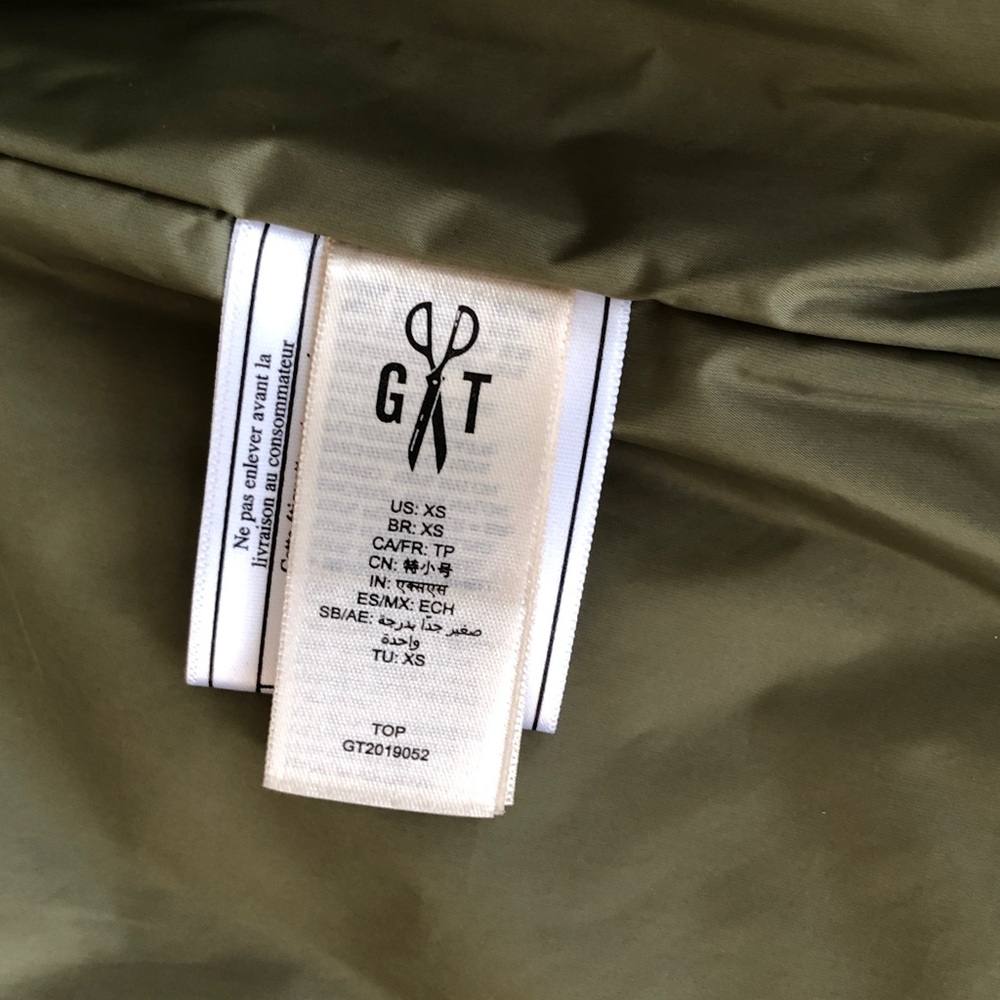 Ne pas enlever avant la
livraison au consommateur
G T
US: XS
BR: XS
CA/FR: TP
CN: 特小号
IN: एक्सएस
ES/MX: ECH
SB/AE: صغير جدّا بدرجة
واحدة
TU: XS
TOP
GT2019052